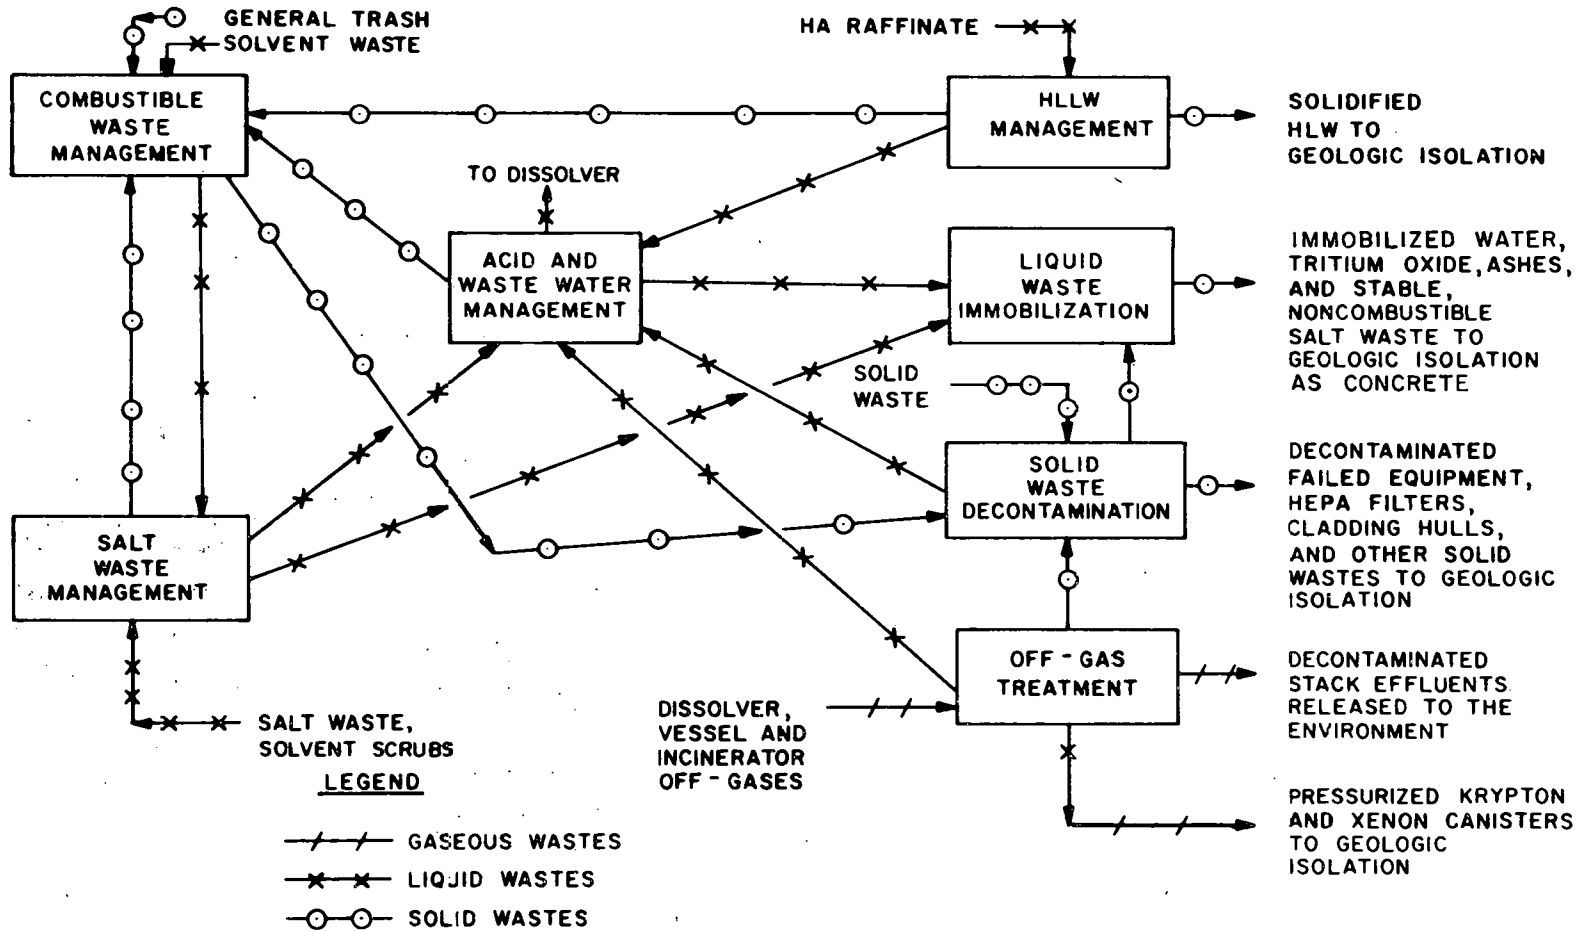 GENERAL TRASH
SOLVENT WASTE
HA RAFFINATE
COMBUSTIBLE
WASTE
MANAGEMENT
HLLW
MANAGEMENT
SOLIDIFIED
HLW TO
GEOLOGIC ISOLATION
TO DISSOLVER
ACID AND
WASTE WATER
MANAGEMENT
LIQUID
WASTE
IMMOBILIZATION
IMMOBILIZED WATER,
TRITIUM OXIDE, ASHES,
AND STABLE,
NONCOMBUSTIBLE
SALT WASTE TO
GEOLOGIC ISOLATION
AS CONCRETE
SOLID
WASTE
SOLID
WASTE
DECONTAMINATION
DECONTAMINATED
FAILED EQUIPMENT,
HEPA FILTERS,
CLADDING HULLS,
AND OTHER SOLID
WASTES TO GEOLOGIC
ISOLATION
SALT
WASTE
MANAGEMENT
OFF-GAS
TREATMENT
DECONTAMINATED
STACK EFFLUENTS
RELEASED TO THE
ENVIRONMENT
DISSOLVER,
VESSEL AND
INCINERATOR
OFF-GASES
SALT WASTE,
SOLVENT SCRUBS
PRESSURIZED KRYPTON
AND XENON CANISTERS
TO GEOLOGIC
ISOLATION
LEGEND
GASEOUS WASTES
LIQUID WASTES
SOLID WASTES